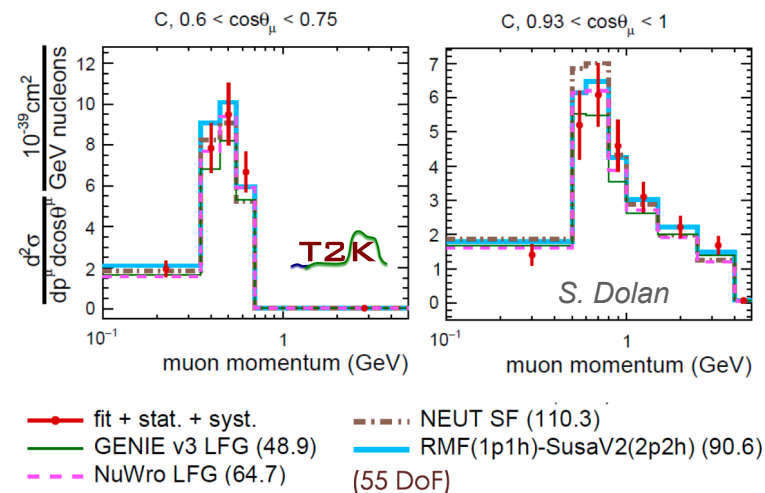 C, 0.6 < cosθμ < 0.75
C, 0.93 < cosθμ < 1
d²σ
dpμ dcosθμ
10⁻³⁹cm²
GeV nucleons
12
10
8
6
4
2
0
T2K
10⁻¹
1
muon momentum (GeV)
7
6
5
4
3
2
1
0
S. Dolan
10⁻¹
1
muon momentum (GeV)
fit + stat. + syst.
NEUT SF (110.3)
GENIE v3 LFG (48.9)
RMF(1p1h)-SusaV2(2p2h) (90.6)
NuWro LFG (64.7)
(55 DoF)